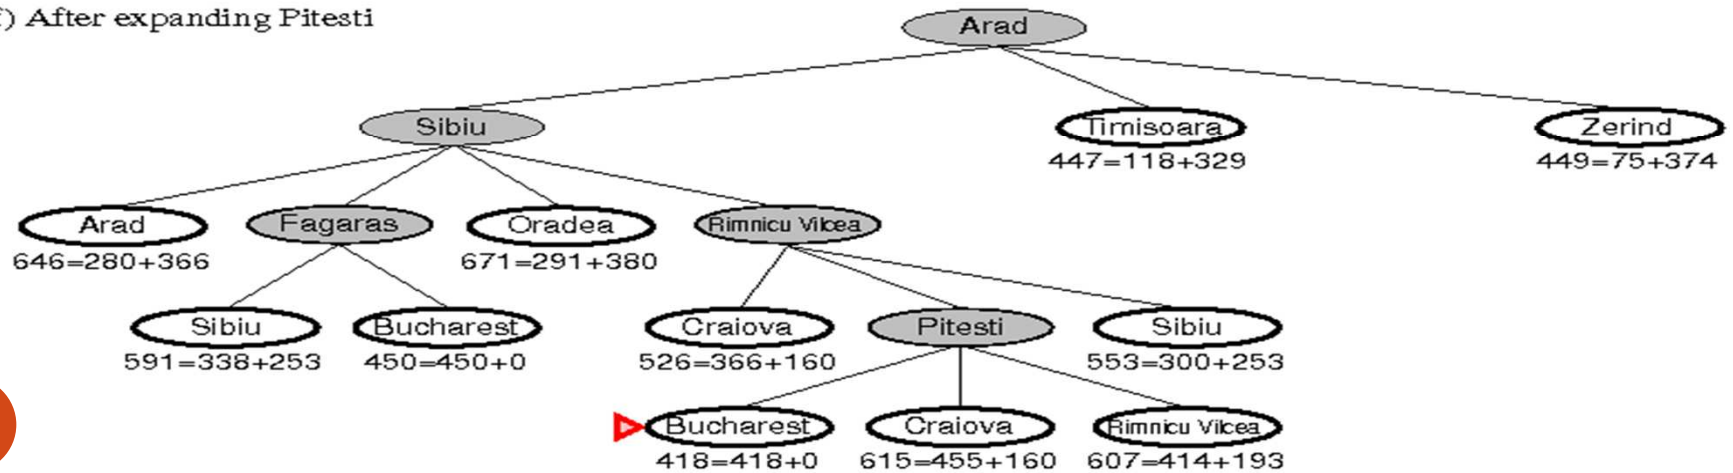 f) After expanding Pitesti
Arad
Sibiu Timisoara Zerind
447=118+329 449=75+374
Arad Fagaras Oradea Rimnicu Vilcea
646=280+366 671=291+380
Sibiu Bucharest Craiova Pitesti Sibiu
591=338+253 450=450+0 526=366+160 553=300+253
Bucharest Craiova Rimnicu Vilcea
418=418+0 615=455+160 607=414+193